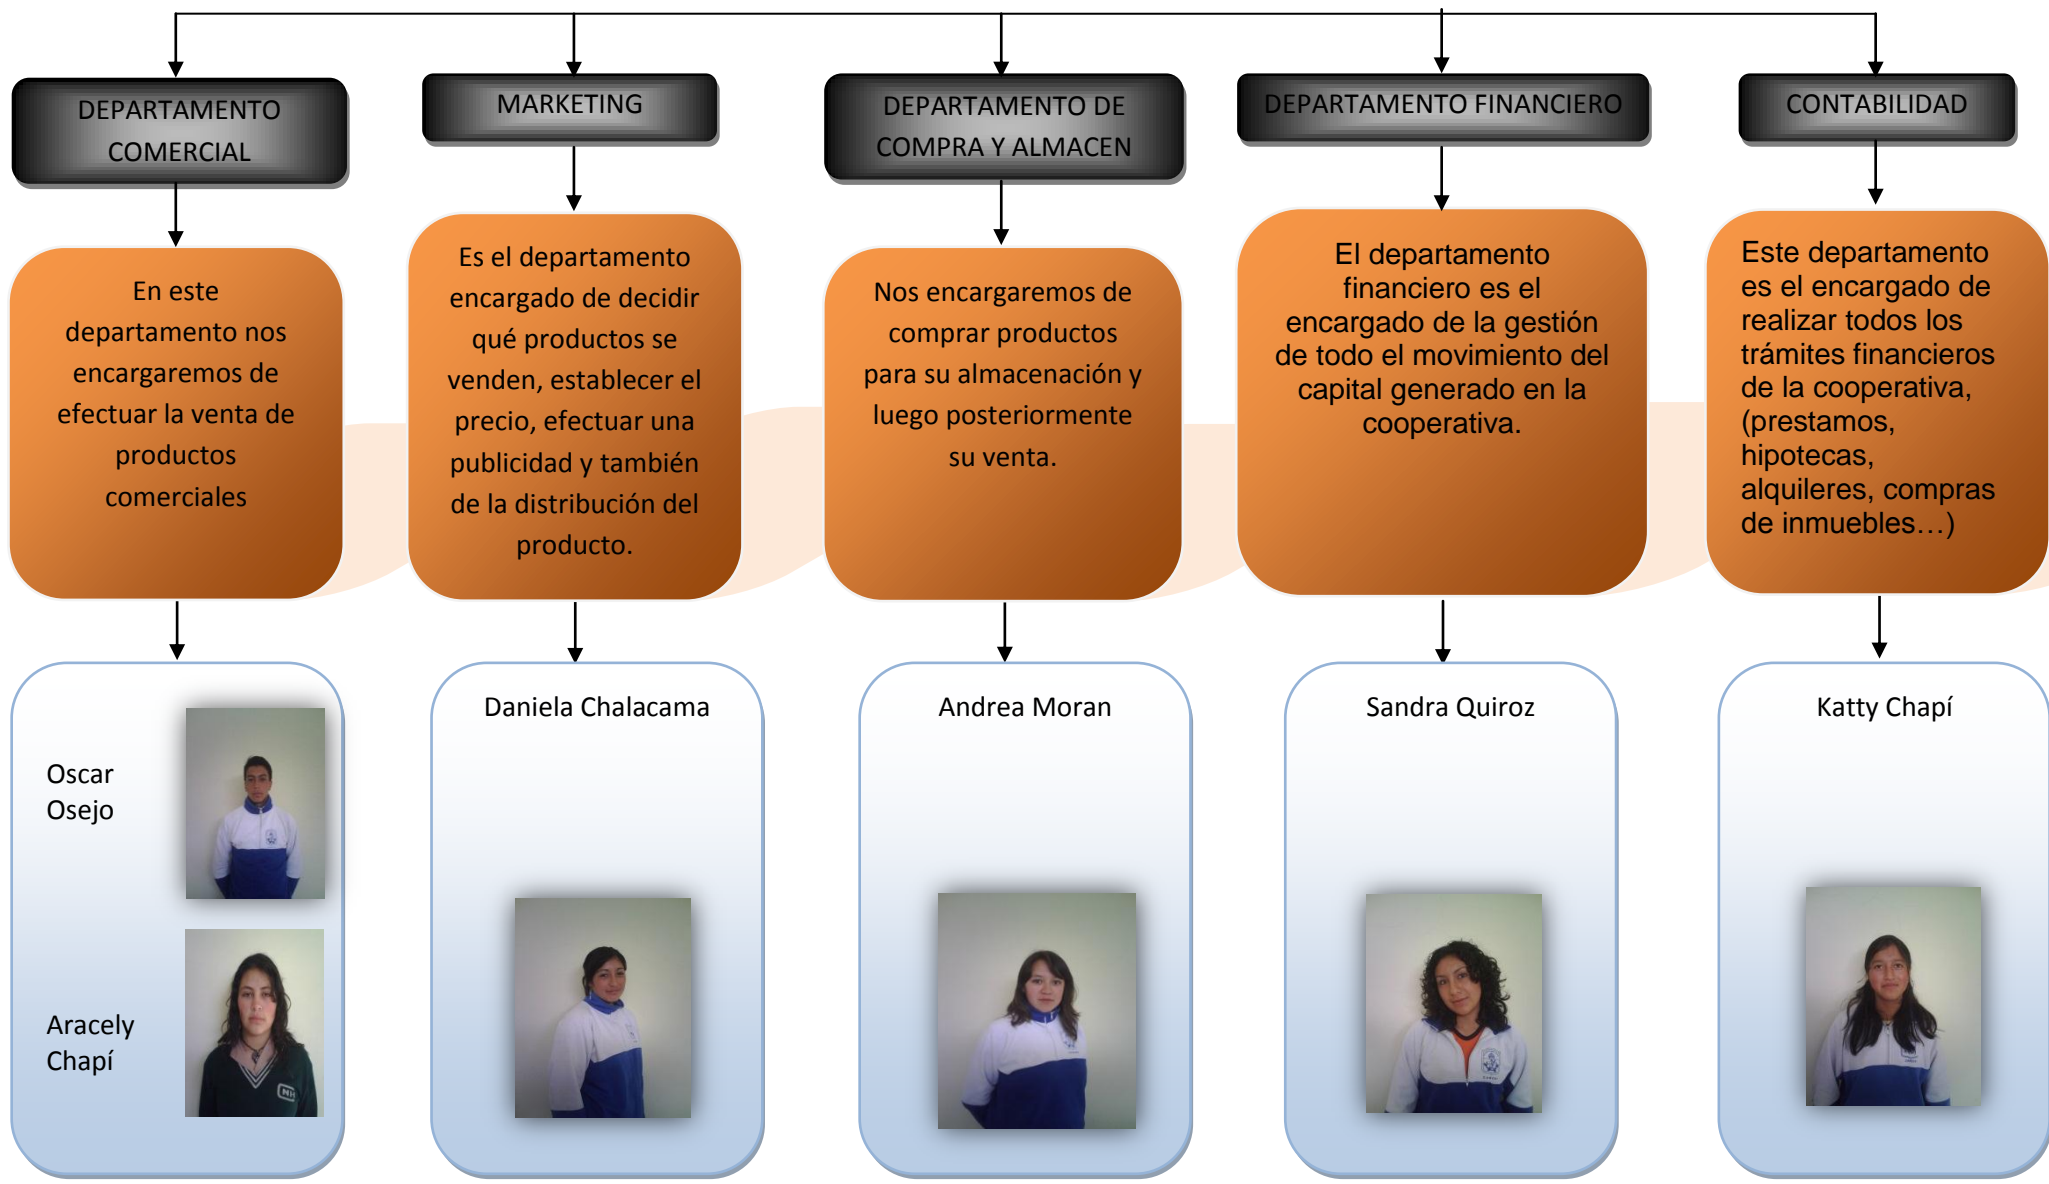 DEPARTAMENTO
COMERCIAL
En este
departamento nos
encargaremos de
efectuar la venta de
productos
comerciales
Oscar
Osejo
Aracely
Chapí
NH
MARKETING
Es el departamento
encargado de decidir
qué productos se
venden, establecer el
precio, efectuar una
publicidad y también
de la distribución del
producto.
Daniela Chalacama
DEPARTAMENTO DE
COMPRA Y ALMACEN
Nos encargaremos de
comprar productos
para su almacenación y
luego posteriormente
su venta.
Andrea Moran
DEPARTAMENTO FINANCIERO
El departamento
financiero es el
encargado de la gestión
de todo el movimiento del
capital generado en la
cooperativa.
Sandra Quiroz
CONTABILIDAD
Este departamento
es el encargado de
realizar todos los
trámites financieros
de la cooperativa,
(prestamos,
hipotecas,
alquileres, compras
de inmuebles…)
Katty Chapí